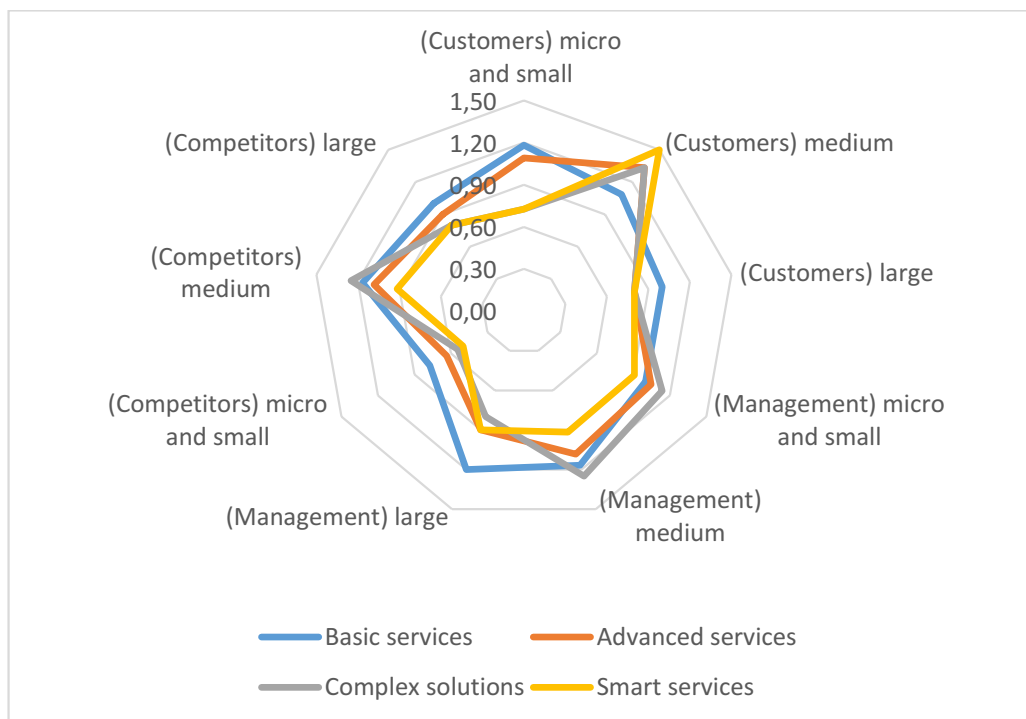 (Customers) micro
and small
1,50
1,20
0,90
0,60
0,30
0,00
(Customers) medium
(Customers) large
(Management) micro
and small
(Management)
medium
(Management) large
(Competitors) micro
and small
(Competitors)
medium
(Competitors) large
Basic services
Advanced services
Complex solutions
Smart services